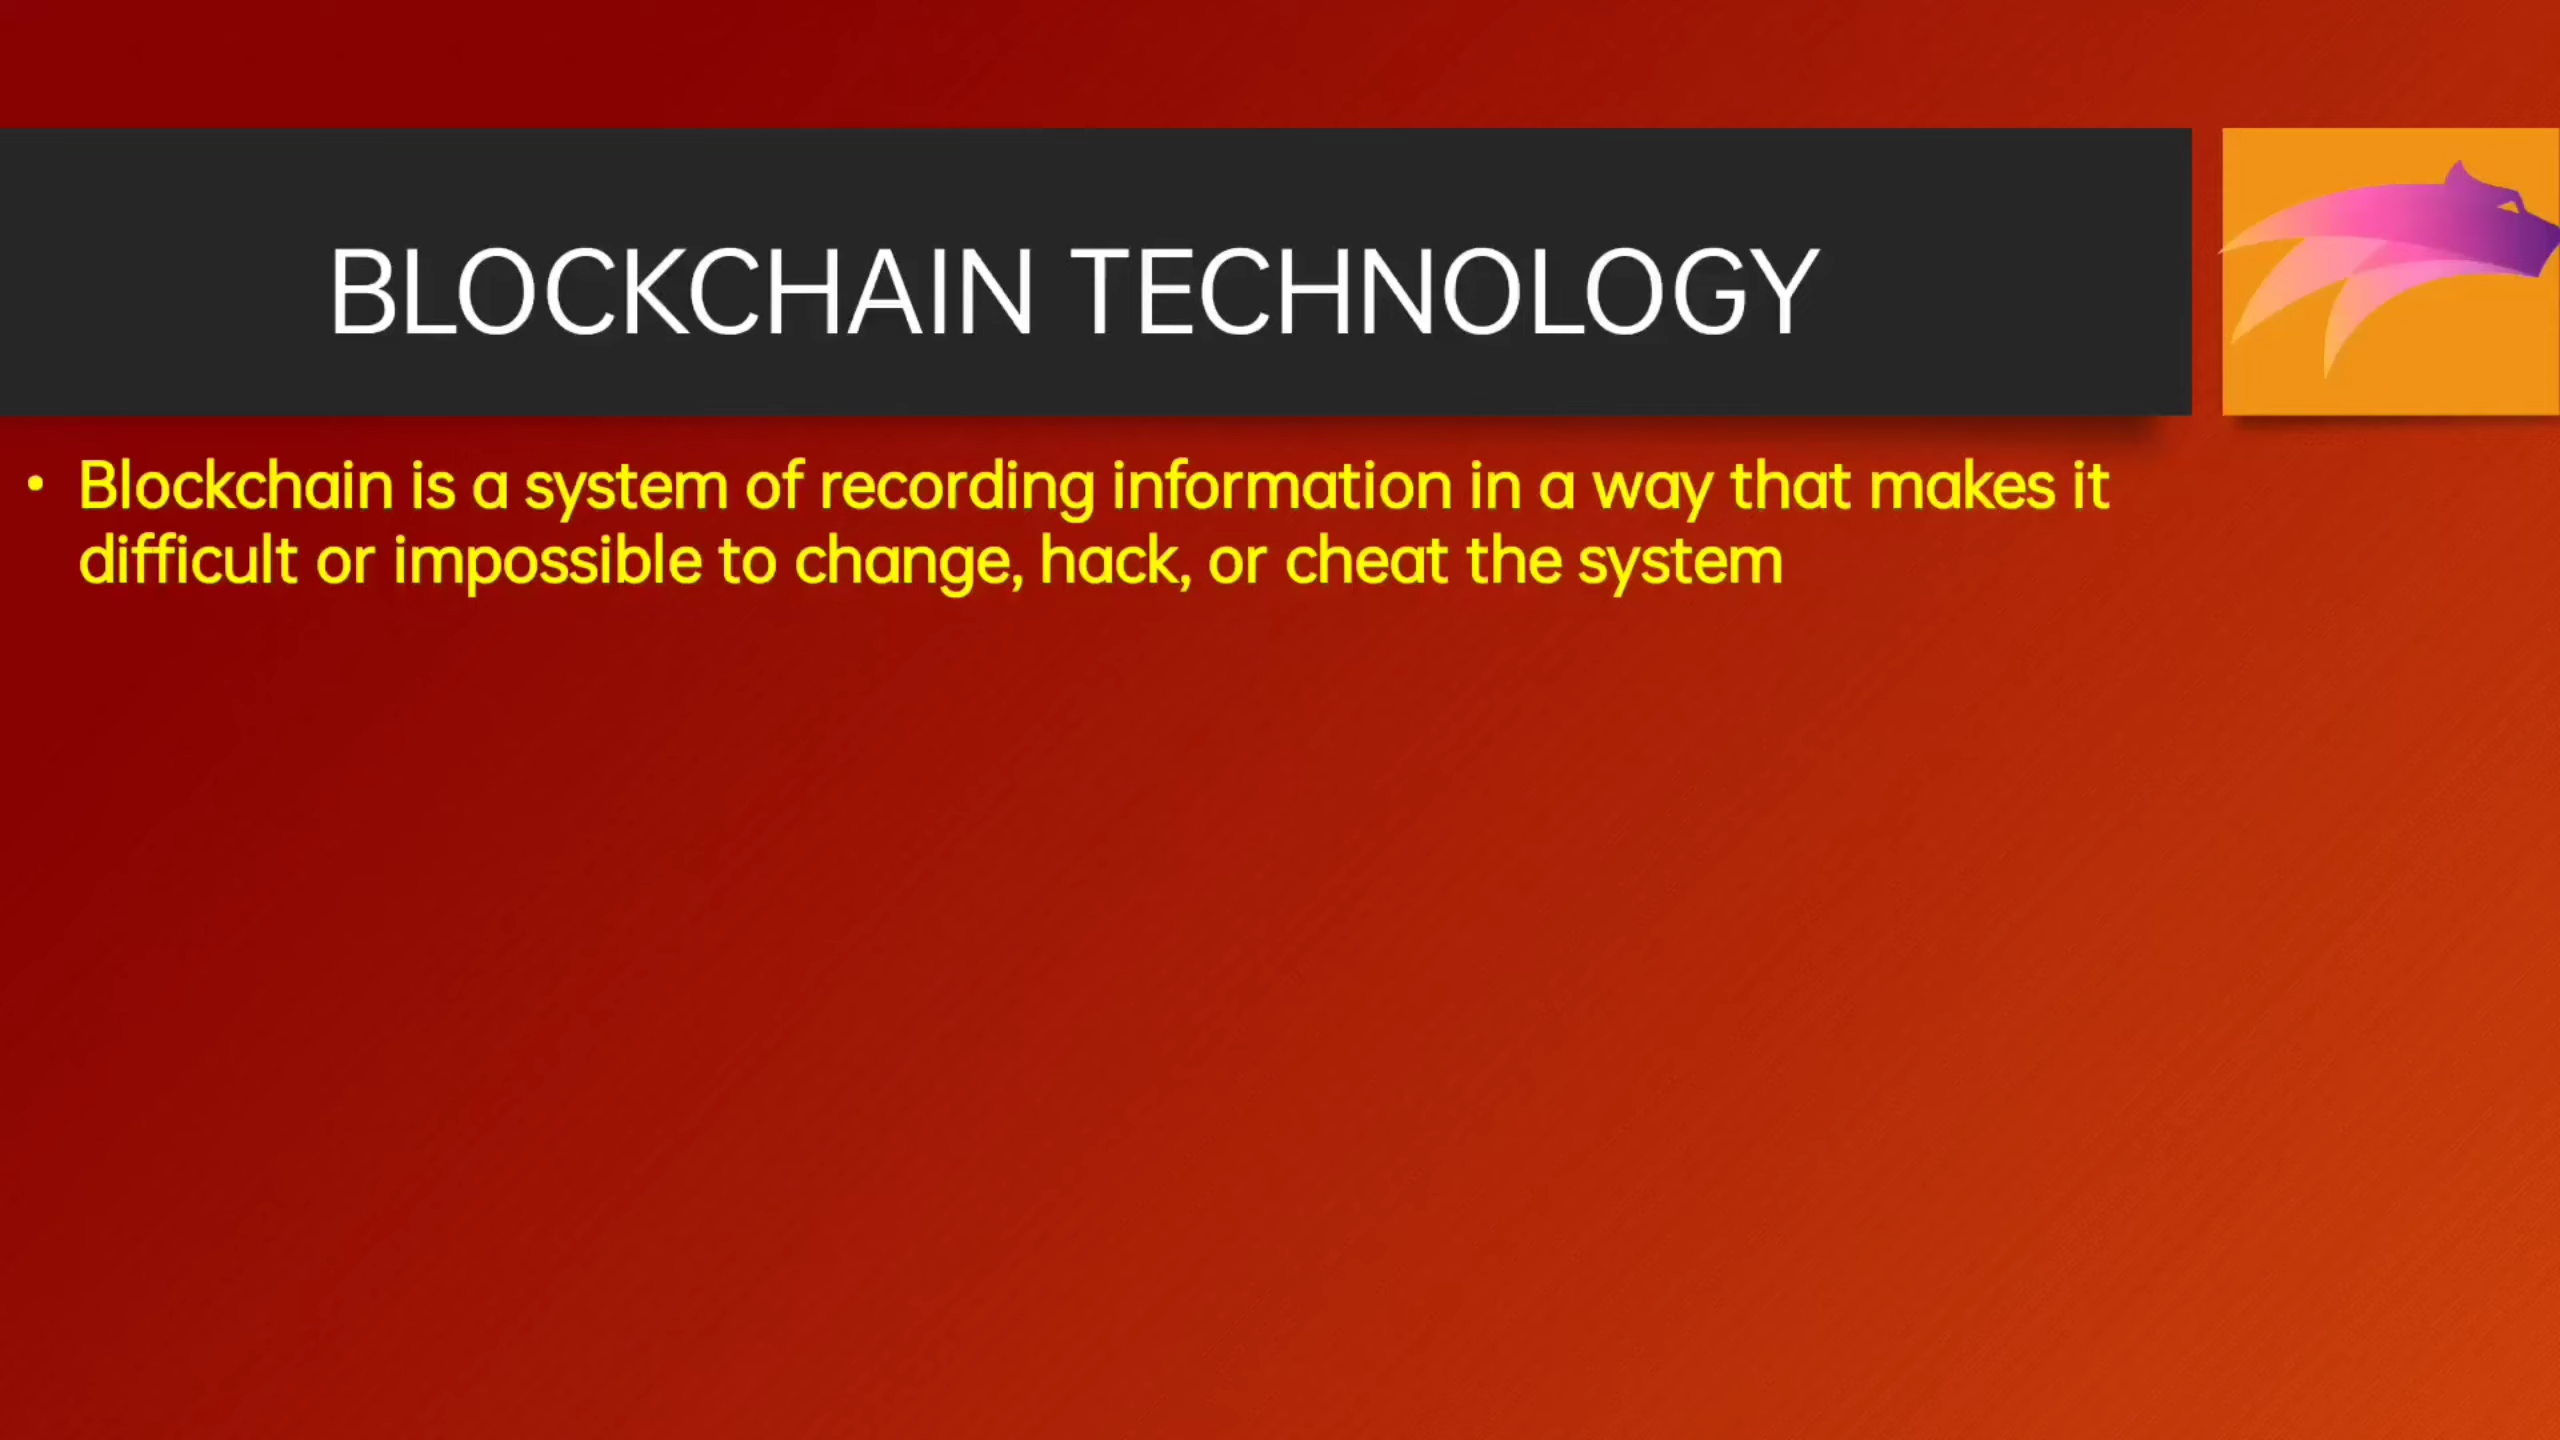 BLOCKCHAIN TECHNOLOGY
• Blockchain is a system of recording information in a way that makes it
difficult or impossible to change, hack, or cheat the system